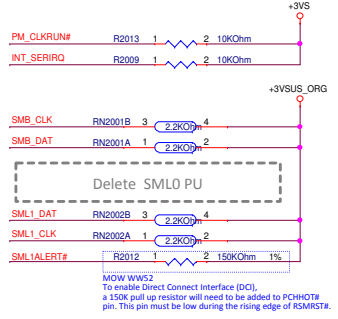 +3VS
PM_CLKRUN# R2013 1 2 10KOhm
INT_SERIRQ R2009 1 2 10KOhm
+3VSUS_ORG
SMB_CLK RN2001B 3 4 2.2KOhm
SMB_DAT RN2001A 1 2 2.2KOhm
Delete SML0 PU
SML1_DAT RN2002B 3 4 2.2KOhm
SML1_CLK RN2002A 1 2 2.2KOhm
SML1ALERT# R2012 1 2 150KOhm 1%
MOW WW52
To enable Direct Connect Interface (DCI),
a 150K pull up resistor will need to be added to PCHHOT#
pin. This pin must be low during the rising edge of RSMRST#.